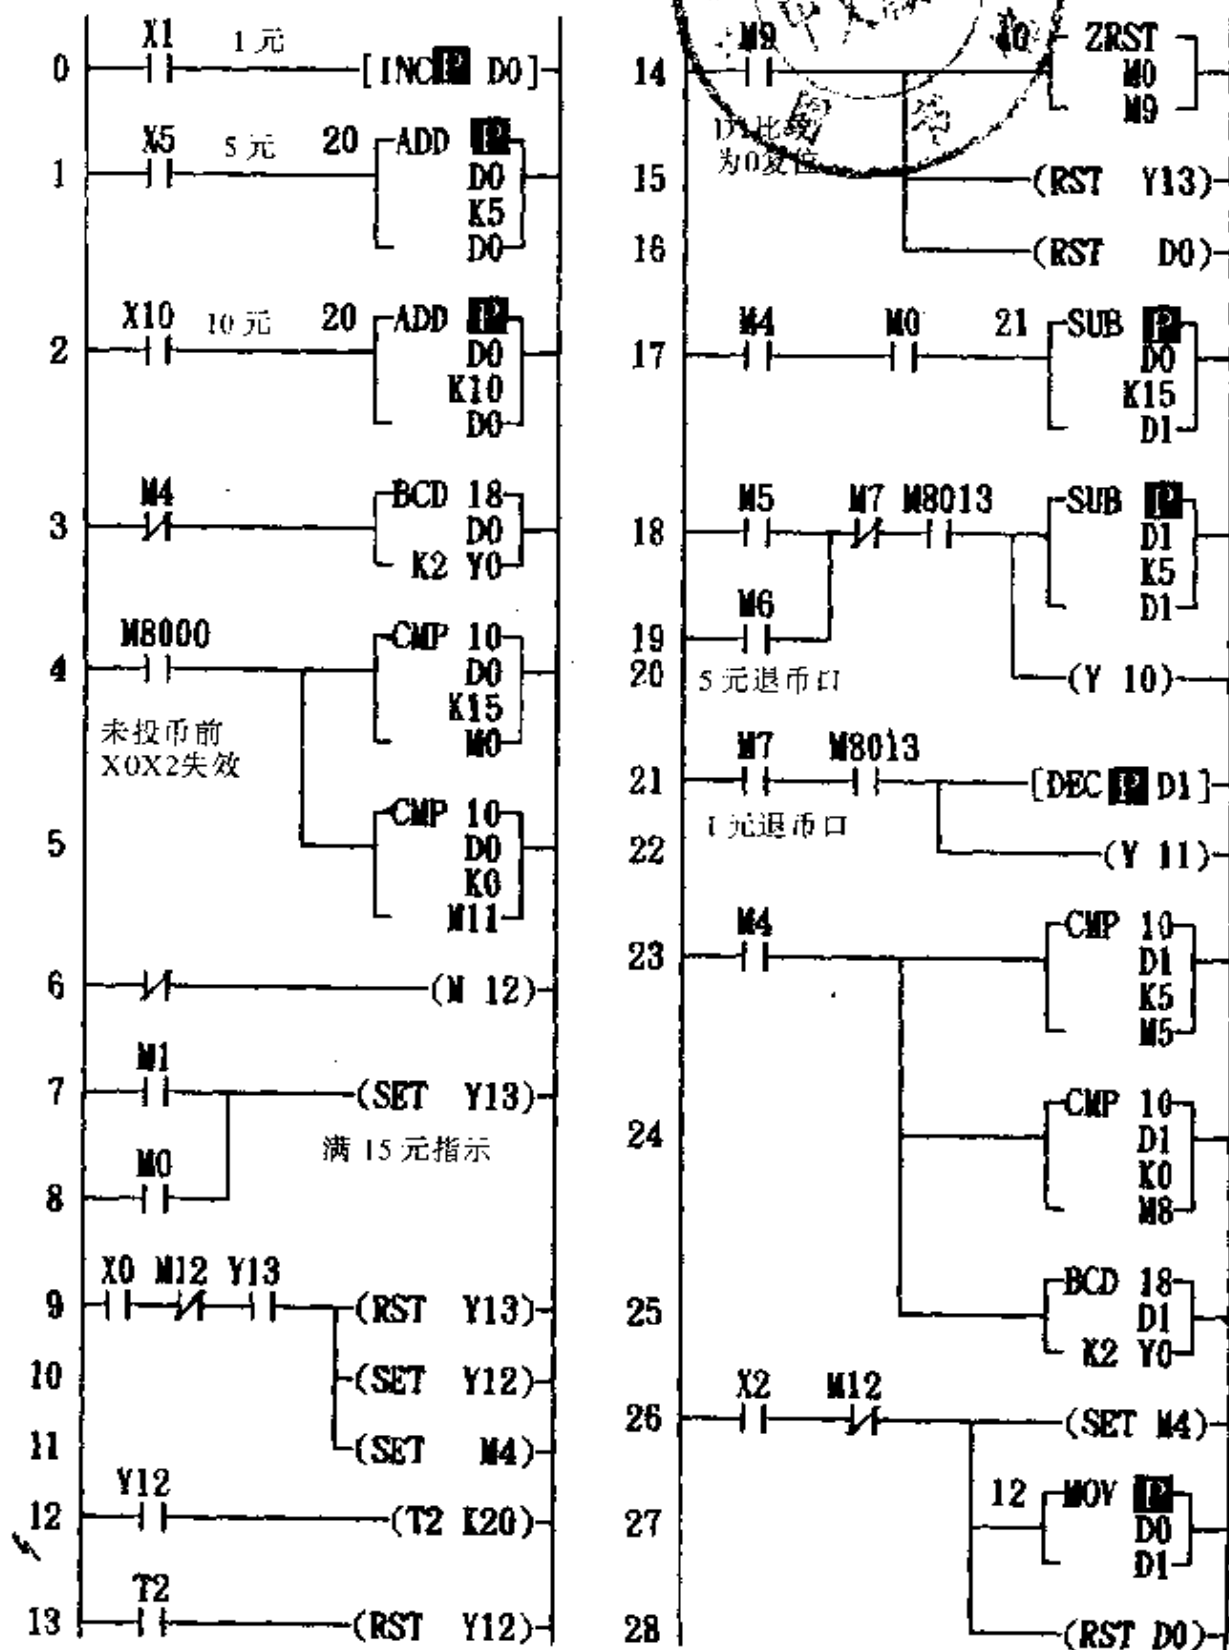 X1 1元
0 [INC P D0]
X5 5元 20 ADD P
1 D0
K5
D0
X10 10元 20 ADD P
2 D0
K10
D0
M4 BCD 18
3 D0
K2 Y0
M8000 CMP 10
4 D0
K15
M0
未投币前
X0X2失效
CMP 10
5 D0
K0
M11
6 (M 12)
M1
7 (SET Y13)
满15元指示
M0
8
X0 M12 Y13
9 (RST Y13)
10 (SET Y12)
11 (SET M4)
Y12
12 (T2 K20)
T2
13 (RST Y12)
M9 ZRST
14 M0
M9
为0复位
15 (RST Y13)
16 (RST D0)
M4 M0 21 SUB P
17 D0
K15
D1
M5 M7 M8013 SUB P
18 D1
K5
D1
M6
19
20 5元退币口 (Y 10)
M7 M8013
21 [DEC P D1]
1元退币口
22 (Y 11)
M4 CMP 10
23 D1
K5
M5
CMP 10
24 D1
K0
M8
BCD 18
25 D1
K2 Y0
X2 M12
26 (SET M4)
12 MOV P
27 D0
D1
28 (RST D0)